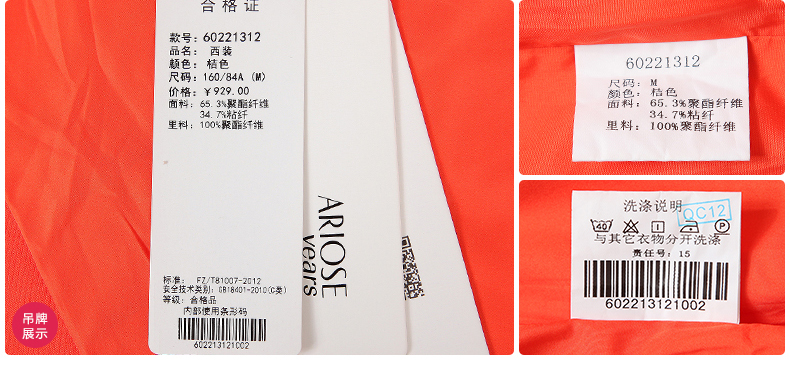 合格证
款号: 60221312
品名: 西装
颜色: 桔色
尺码: 160/84A (M)
价格: ￥929.00
面料: 65.3%聚酯纤维
34.7%粘纤
里料: 100%聚酯纤维
标准: FZ/T81007-2012
安全技术类别: GB18401-2010(C类)
等级: 合格品
内部使用条形码
602213121002
ARIOSE
years
吊牌
展示
60221312
尺码: M
颜色: 桔色
面料: 65.3%聚酯纤维
34.7%粘纤
里料: 100%聚酯纤维
洗涤说明
QC12
40
P
与其它衣物分开洗涤
责任号: 15
602213121002